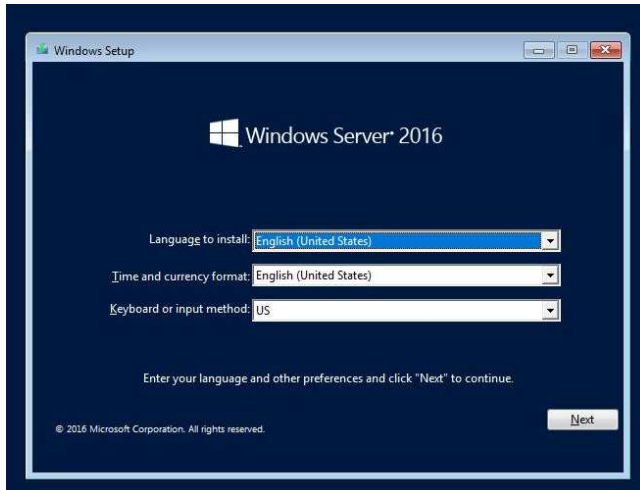 Windows Setup
Windows Server 2016
Language to install: English (United States)
Time and currency format: English (United States)
Keyboard or input method: US
Enter your language and other preferences and click "Next" to continue.
Next
© 2016 Microsoft Corporation. All rights reserved.